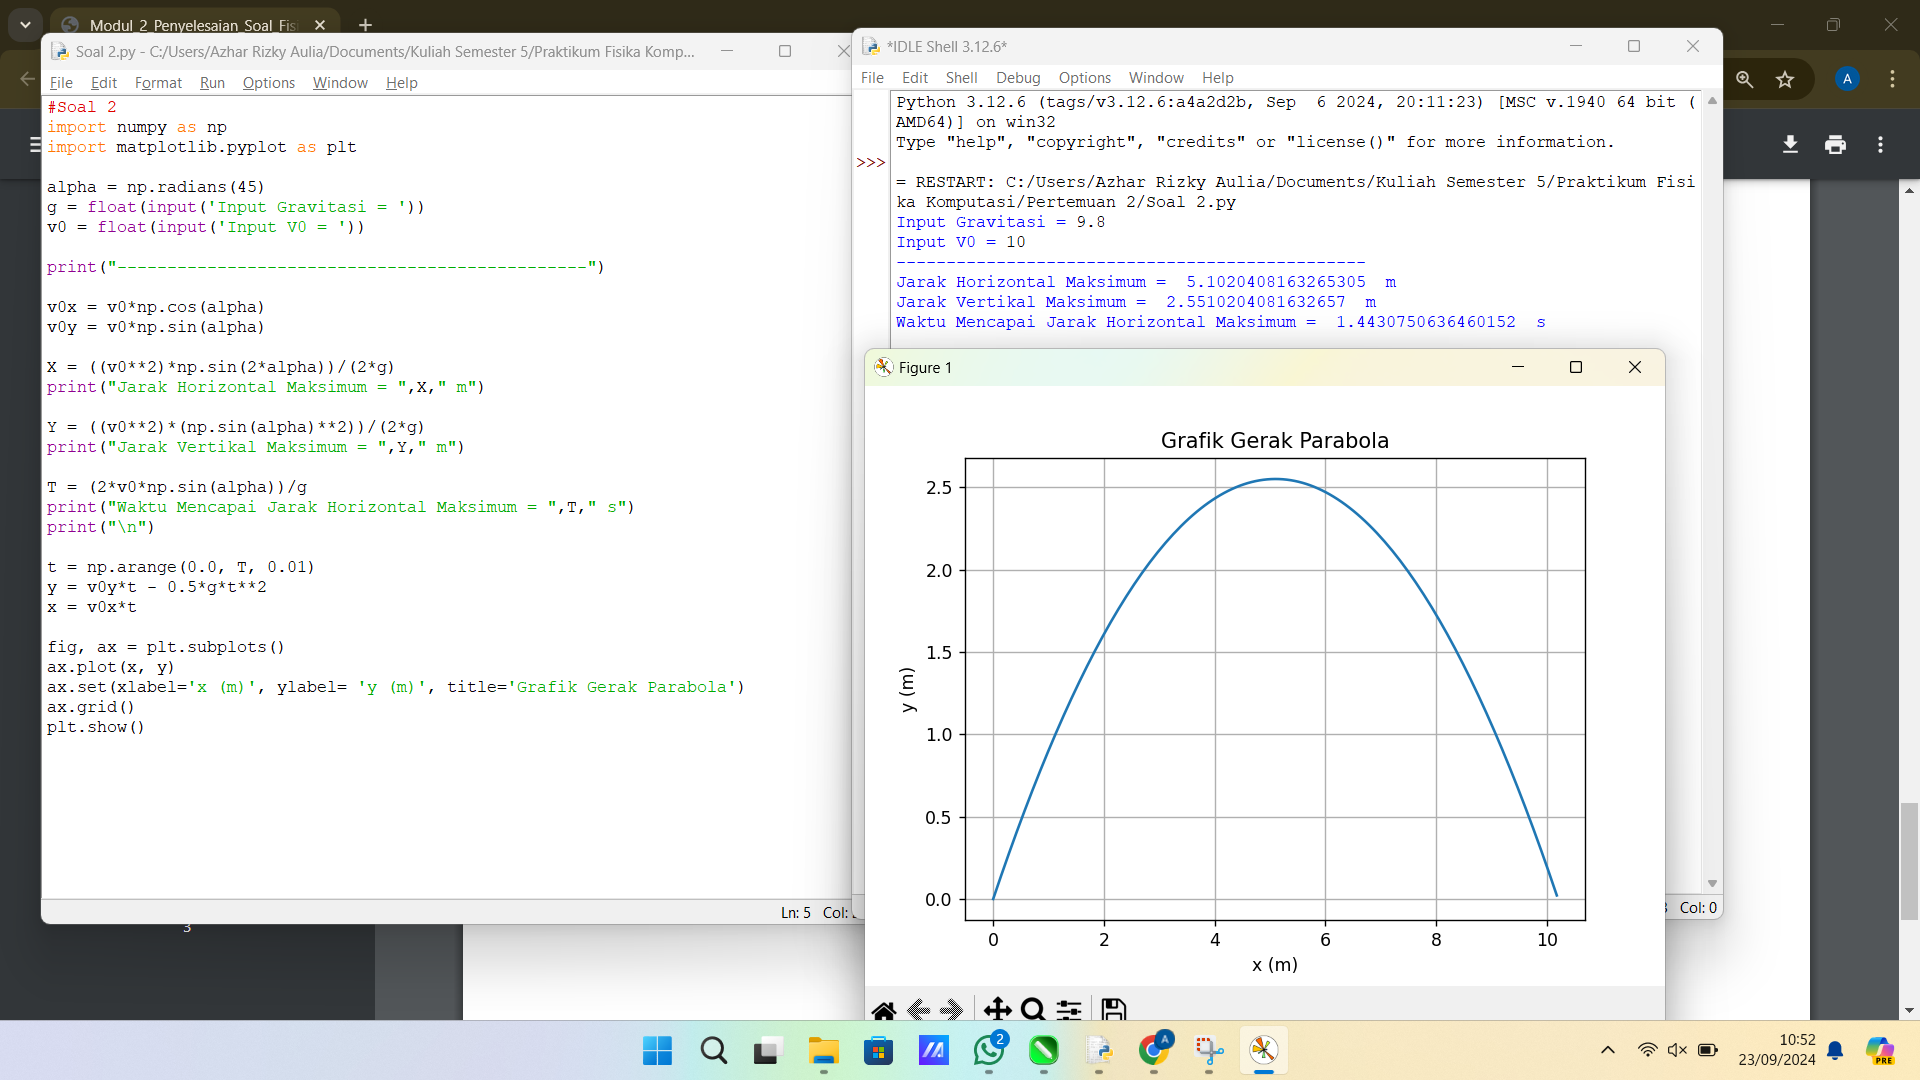 Modul_2_Penyelesaian_Soal_Fis
Soal 2.py - C:/Users/Azhar Rizky Aulia/Documents/Kuliah Semester 5/Praktikum Fisika Komp...
File Edit Format Run Options Window Help
#Soal 2
import numpy as np
import matplotlib.pyplot as plt
alpha = np.radians(45)
g = float(input('Input Gravitasi = '))
v0 = float(input('Input V0 = '))
print("-----------------------------------------------")
v0x = v0*np.cos(alpha)
v0y = v0*np.sin(alpha)
X = ((v0**2)*np.sin(2*alpha))/(2*g)
print("Jarak Horizontal Maksimum = ",X," m")
Y = ((v0**2)*(np.sin(alpha)**2))/(2*g)
print("Jarak Vertikal Maksimum = ",Y," m")
T = (2*v0*np.sin(alpha))/g
print("Waktu Mencapai Jarak Horizontal Maksimum = ",T," s")
print("\n")
t = np.arange(0.0, T, 0.01)
y = v0y*t - 0.5*g*t**2
x = v0x*t
fig, ax = plt.subplots()
ax.plot(x, y)
ax.set(xlabel='x (m)', ylabel= 'y (m)', title='Grafik Gerak Parabola')
ax.grid()
plt.show()
Ln: 5 Col:
3
*IDLE Shell 3.12.6*
File Edit Shell Debug Options Window Help
Python 3.12.6 (tags/v3.12.6:a4a2d2b, Sep  6 2024, 20:11:23) [MSC v.1940 64 bit (
AMD64)] on win32
Type "help", "copyright", "credits" or "license()" for more information.
>>>
= RESTART: C:/Users/Azhar Rizky Aulia/Documents/Kuliah Semester 5/Praktikum Fisi
ka Komputasi/Pertemuan 2/Soal 2.py
Input Gravitasi = 9.8
Input V0 = 10
-----------------------------------------------
Jarak Horizontal Maksimum =  5.1020408163265305  m
Jarak Vertikal Maksimum =  2.5510204081632657  m
Waktu Mencapai Jarak Horizontal Maksimum =  1.4430750636460152  s
Col: 0
A
Figure 1
Grafik Gerak Parabola
2.5
2.0
1.5
1.0
0.5
0.0
y (m)
0 2 4 6 8 10
x (m)
2
A
10:52
23/09/2024
PRE